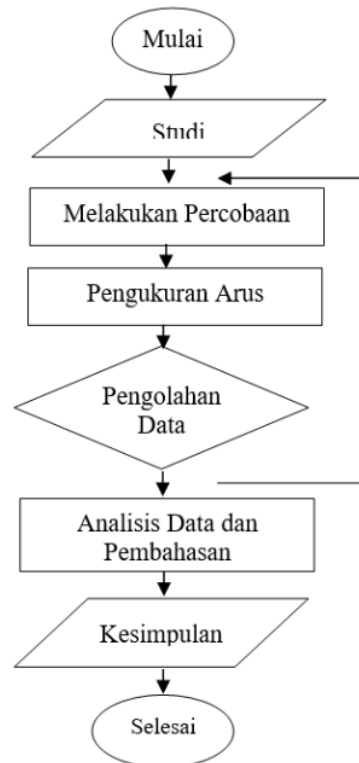 Mulai
Studi
Melakukan Percobaan
Pengukuran Arus
Pengolahan
Data
Analisis Data dan
Pembahasan
Kesimpulan
Selesai